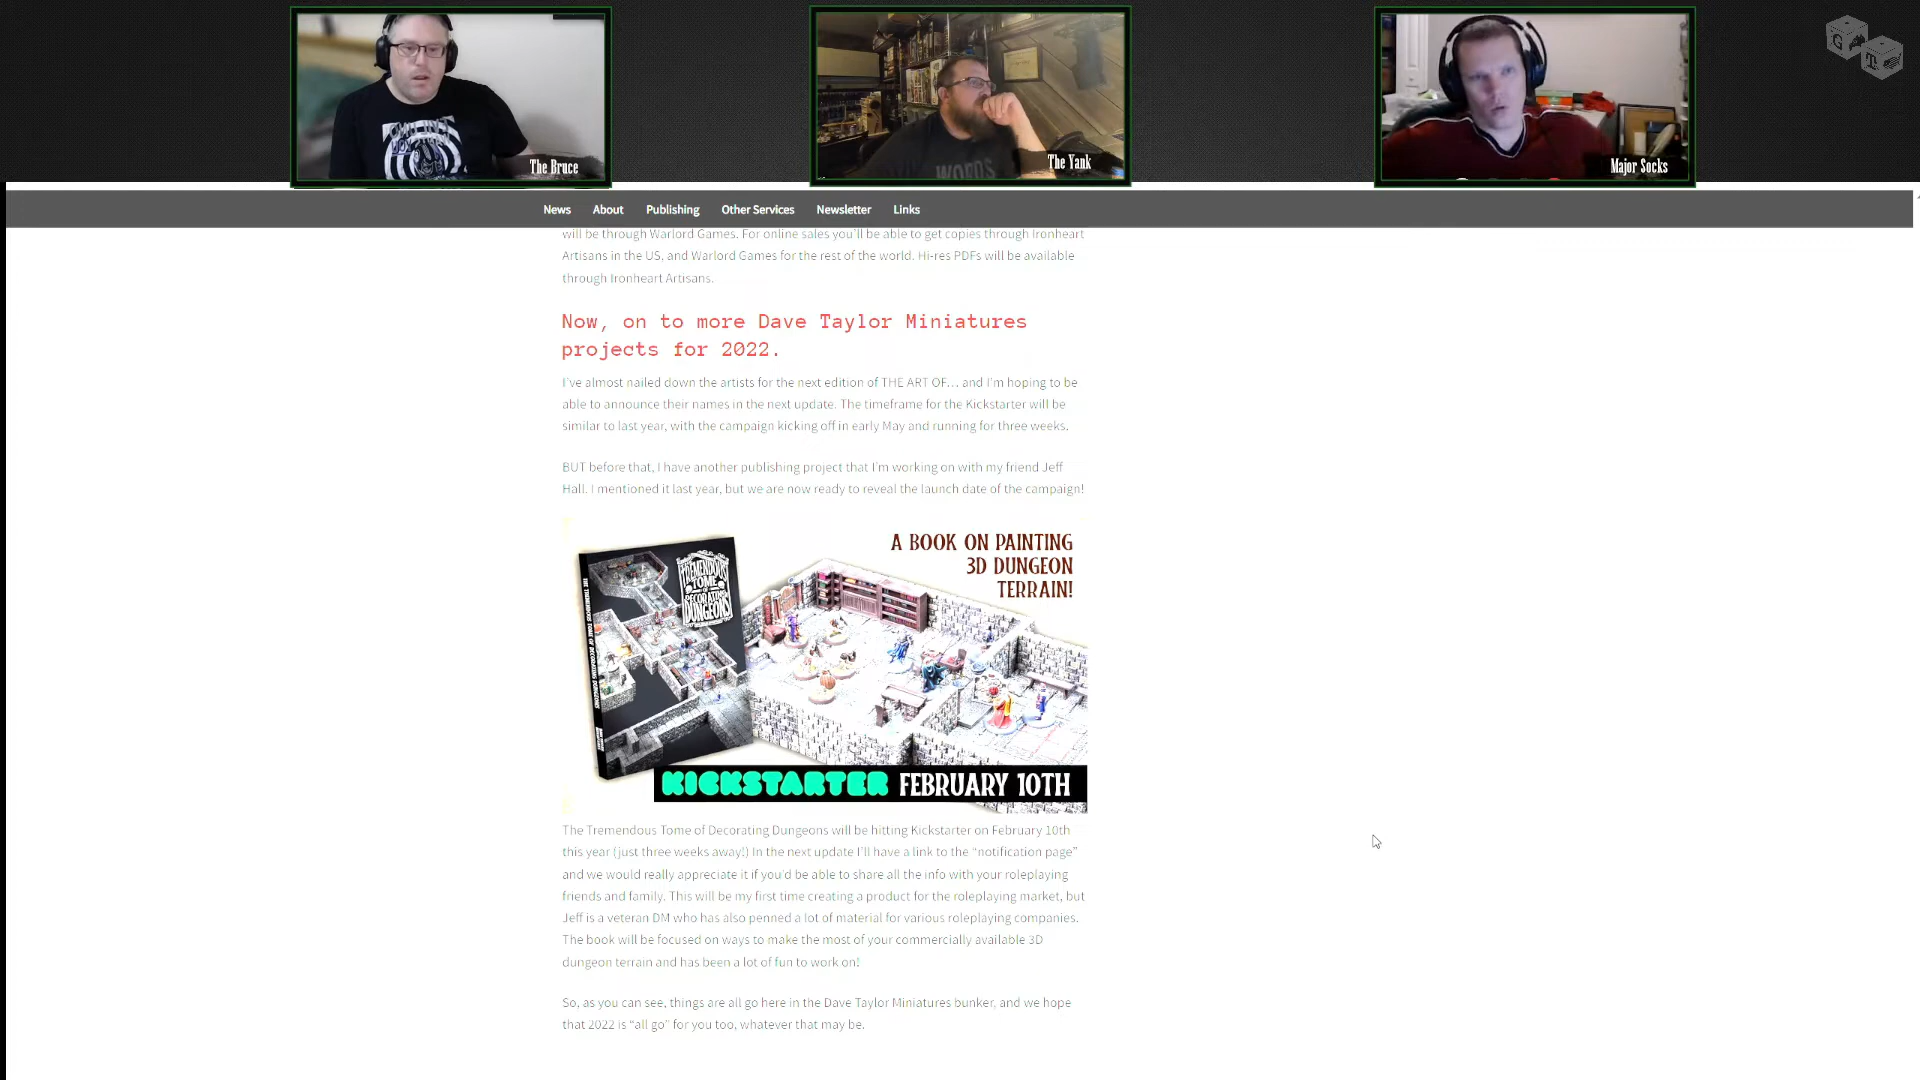 The Bruce
The Yank
Major Socks
WORDS
G
T
News About Publishing Other Services Newsletter Links
will be through Warlord Games. For online sales you'll be able to get copies through Ironheart
Artisans in the US, and Warlord Games for the rest of the world. Hi-res PDFs will be available
through Ironheart Artisans.
Now, on to more Dave Taylor Miniatures
projects for 2022.
I've almost nailed down the artists for the next edition of THE ART OF… and I'm hoping to be
able to announce their names in the next update. The timeframe for the Kickstarter will be
similar to last year, with the campaign kicking off in early May and running for three weeks.
BUT before that, I have another publishing project that I'm working on with my friend Jeff
Hall. I mentioned it last year, but we are now ready to reveal the launch date of the campaign!
A BOOK ON PAINTING
3D DUNGEON
TERRAIN!
TREMENDOUS
TOME
OF
DECORATING
DUNGEONS
THE TREMENDOUS TOME OF DECORATING DUNGEONS
KICKSTARTER FEBRUARY 10TH
The Tremendous Tome of Decorating Dungeons will be hitting Kickstarter on February 10th
this year (just three weeks away!) In the next update I'll have a link to the “notification page”
and we would really appreciate it if you'd be able to share all the info with your roleplaying
friends and family. This will be my first time creating a product for the roleplaying market, but
Jeff is a veteran DM who has also penned a lot of material for various roleplaying companies.
The book will be focused on ways to make the most of your commercially available 3D
dungeon terrain and has been a lot of fun to work on!
So, as you can see, things are all go here in the Dave Taylor Miniatures bunker, and we hope
that 2022 is “all go” for you too, whatever that may be.